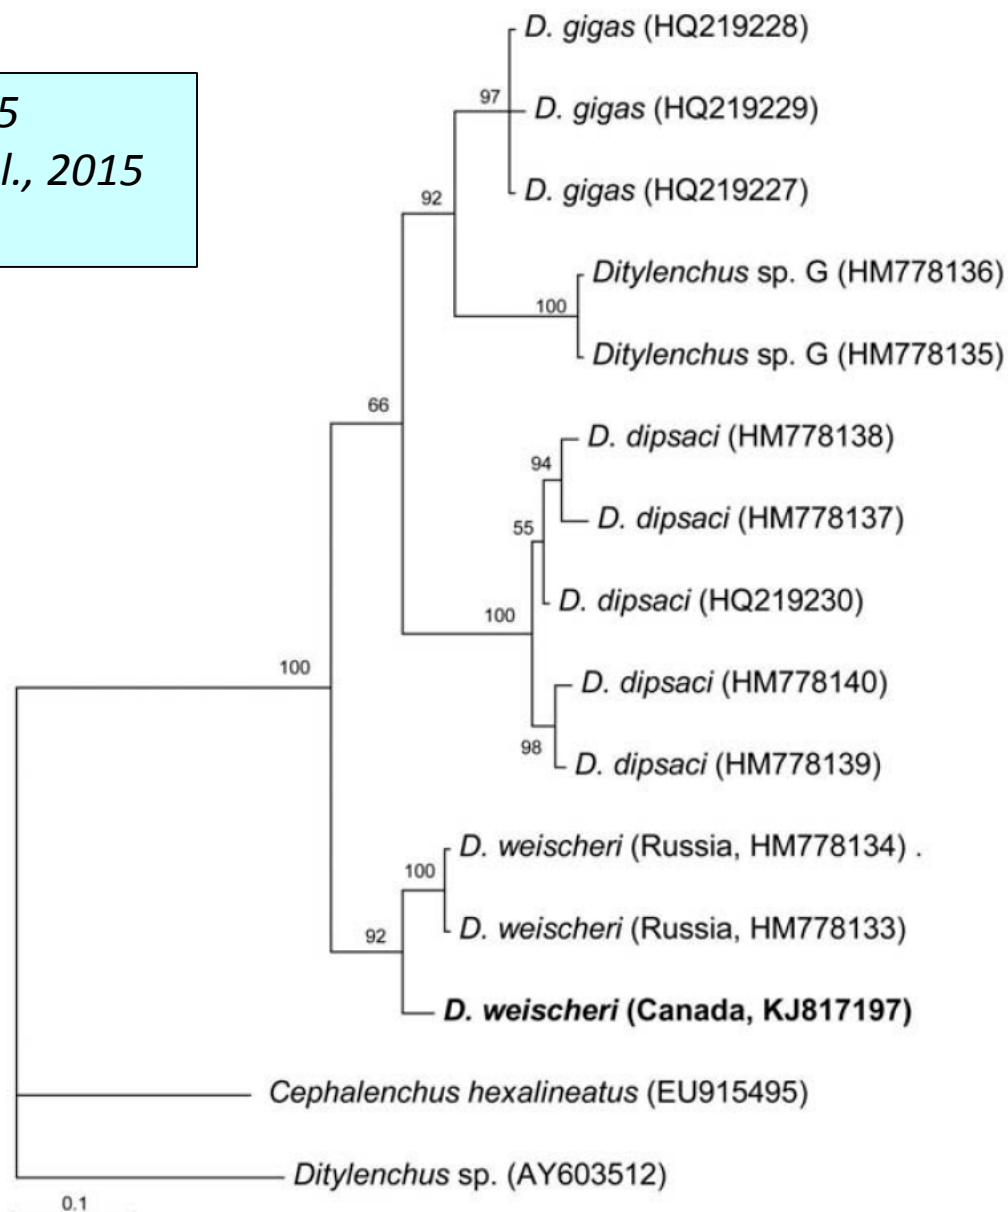 5
l., 2015
D. gigas (HQ219228)
97
D. gigas (HQ219229)
D. gigas (HQ219227)
92
Ditylenchus sp. G (HM778136)
100
Ditylenchus sp. G (HM778135)
66
D. dipsaci (HM778138)
94
D. dipsaci (HM778137)
55
D. dipsaci (HQ219230)
100
D. dipsaci (HM778140)
98
D. dipsaci (HM778139)
100
D. weischeri (Russia, HM778134) .
100
D. weischeri (Russia, HM778133)
92
D. weischeri (Canada, KJ817197)
Cephalenchus hexalineatus (EU915495)
Ditylenchus sp. (AY603512)
0.1